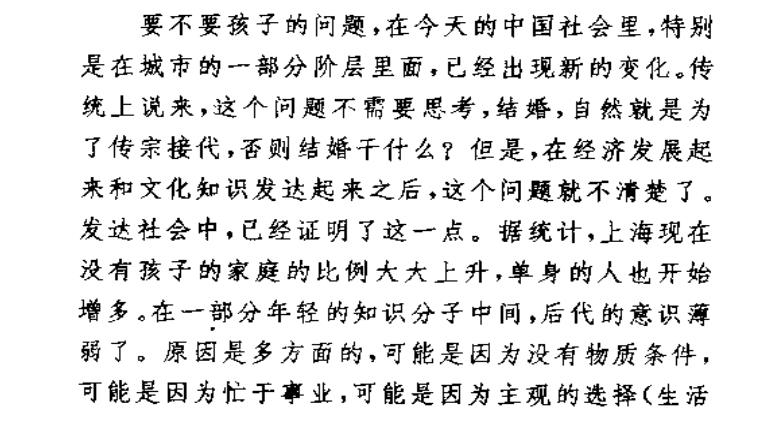 要不要孩子的问题,在今天的中国社会里,特别
是在城市的一部分阶层里面,已经出现新的变化。传
统上说来,这个问题不需要思考,结婚,自然就是为
了传宗接代,否则结婚干什么?但是,在经济发展起
来和文化知识发达起来之后,这个问题就不清楚了。
发达社会中,已经证明了这一点。据统计,上海现在
没有孩子的家庭的比例大大上升,单身的人也开始
增多。在一部分年轻的知识分子中间,后代的意识薄
弱了。原因是多方面的,可能是因为没有物质条件,
可能是因为忙于事业,可能是因为主观的选择(生活